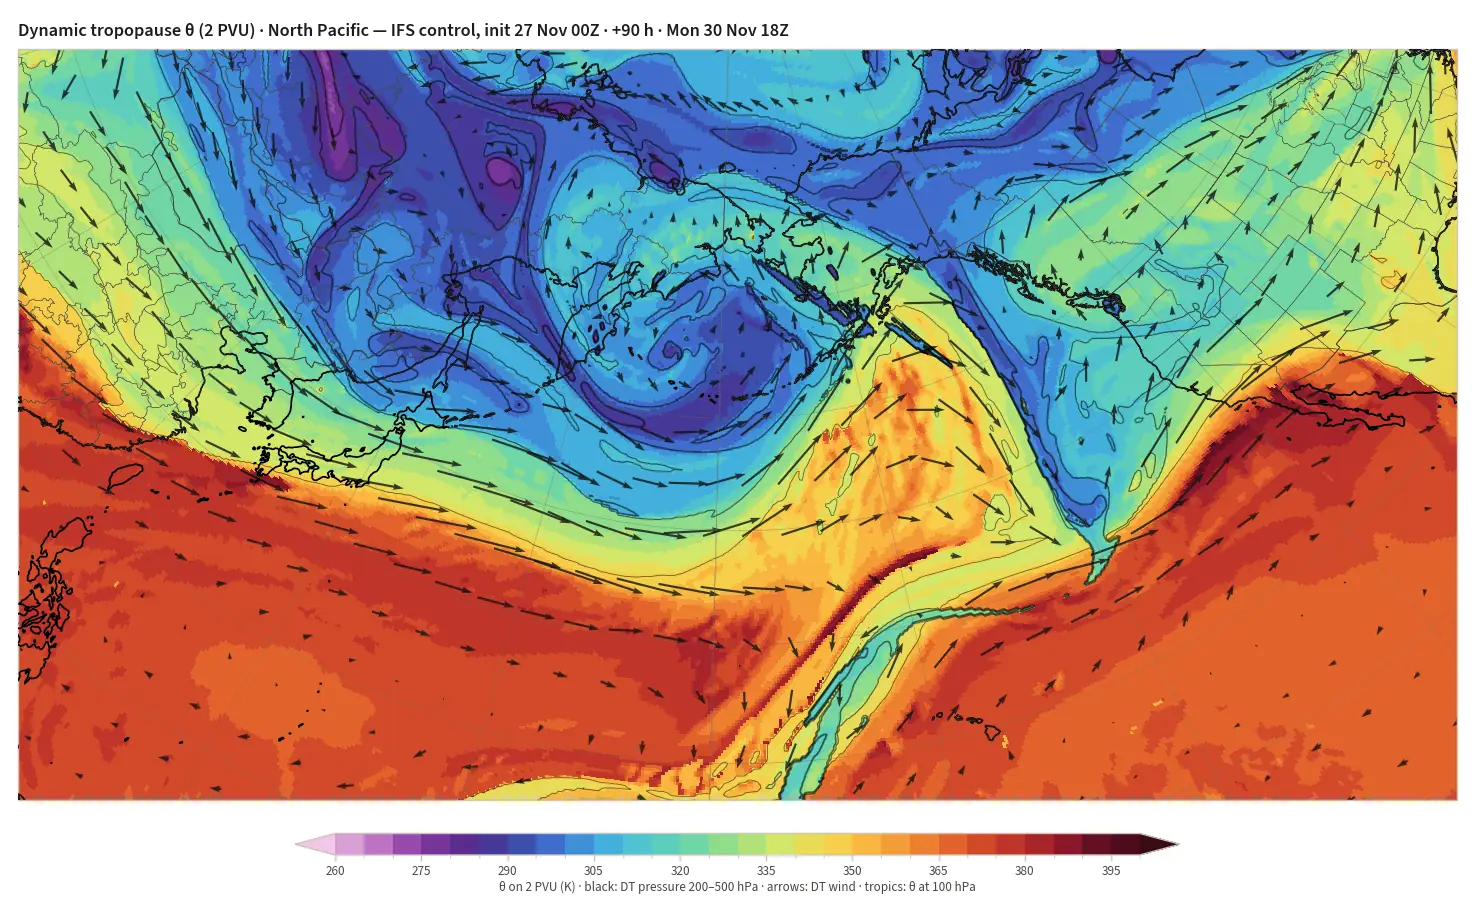 Dynamic tropopause θ (2 PVU) · North Pacific — IFS control, init 27 Nov 00Z · +90 h · Mon 30 Nov 18Z
260 275 290 305 320 335 350 365 380 395
θ on 2 PVU (K) · black: DT pressure 200–500 hPa · arrows: DT wind · tropics: θ at 100 hPa